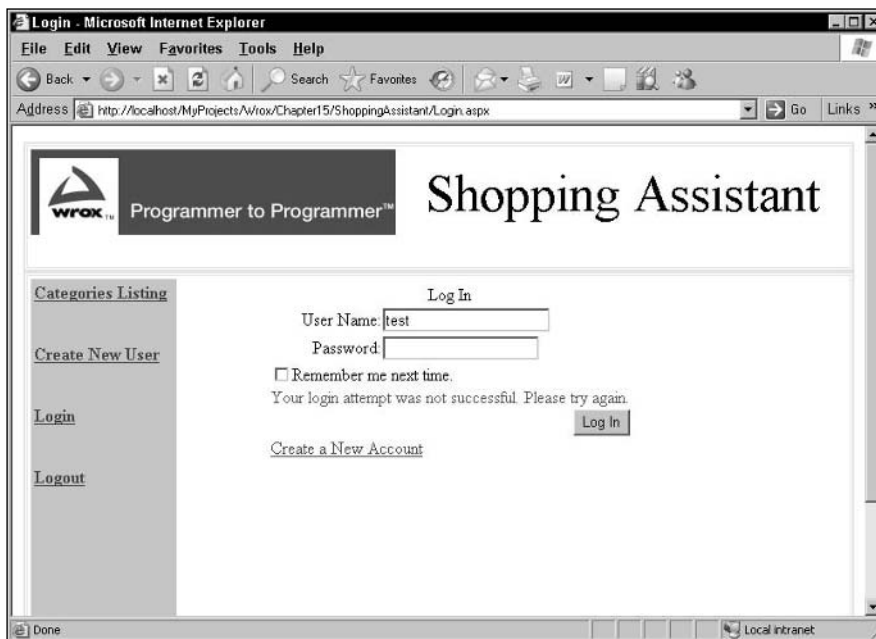 Login - Microsoft Internet Explorer
File Edit View Favorites Tools Help
Back Search Favorites W
Address http://localhost/MyProjects/Wrox/Chapter15/ShoppingAssistant/Login.aspx Go Links »
wrox™ Programmer to Programmer™ Shopping Assistant
Categories Listing
Create New User
Login
Logout
Log In
User Name: test
Password:
Remember me next time.
Your login attempt was not successful. Please try again.
Log In
Create a New Account
Done Local intranet